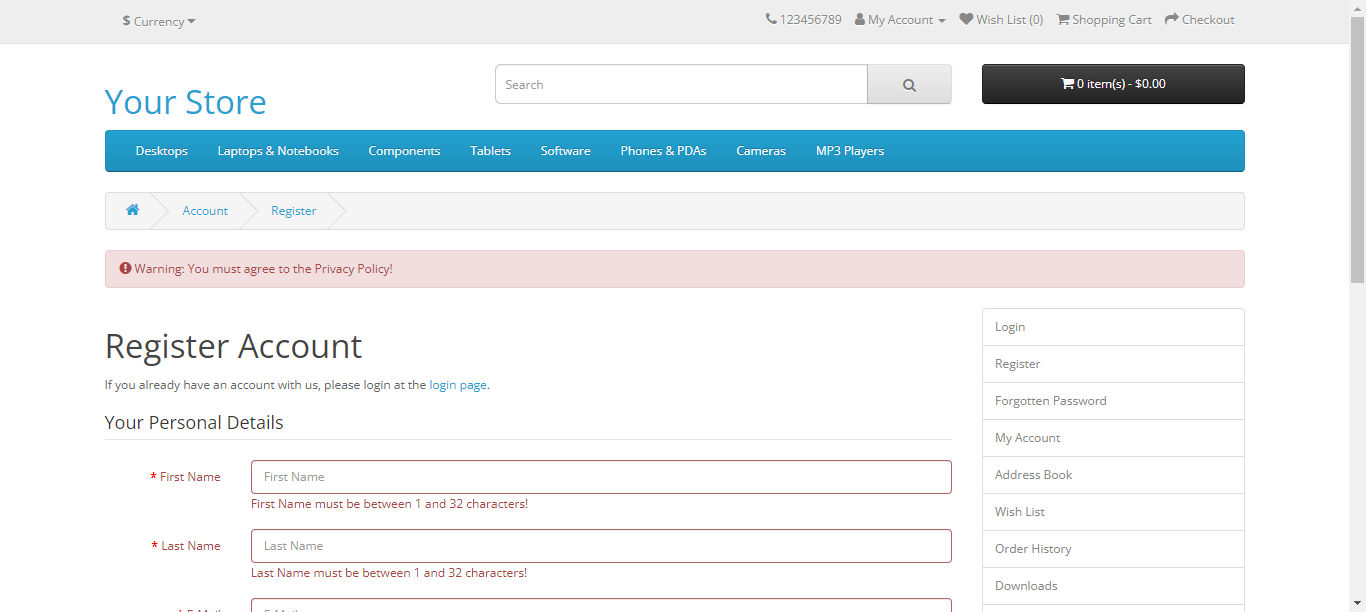 $ Currency
123456789 My Account Wish List (0) Shopping Cart Checkout
Your Store
Search
0 item(s) - $0.00
Desktops Laptops & Notebooks Components Tablets Software Phones & PDAs Cameras MP3 Players
Account Register
Warning: You must agree to the Privacy Policy!
Register Account
If you already have an account with us, please login at the login page.
Your Personal Details
* First Name First Name
First Name must be between 1 and 32 characters!
* Last Name Last Name
Last Name must be between 1 and 32 characters!
Login
Register
Forgotten Password
My Account
Address Book
Wish List
Order History
Downloads